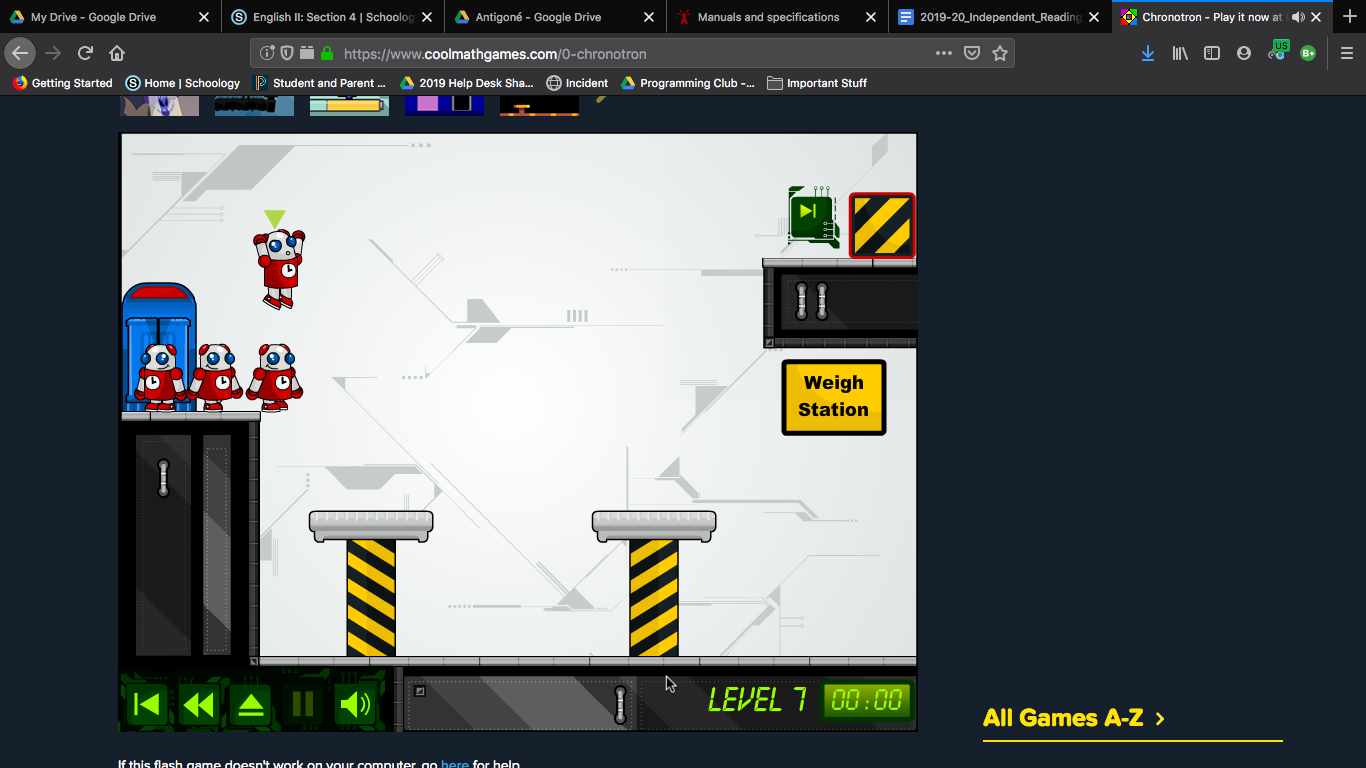 My Drive - Google Drive
English II: Section 4 | Schoolog
Antigoné - Google Drive
Manuals and specifications
2019-20_Independent_Reading
Chronotron - Play it now at
https://www.coolmathgames.com/0-chronotron
US
B+
Getting Started
Home | Schoology
Student and Parent ...
2019 Help Desk Sha...
Incident
Programming Club -...
Important Stuff
Weigh
Station
LEVEL 7
00:00
All Games A-Z
If this flash game doesn't work on your computer, go here for help.